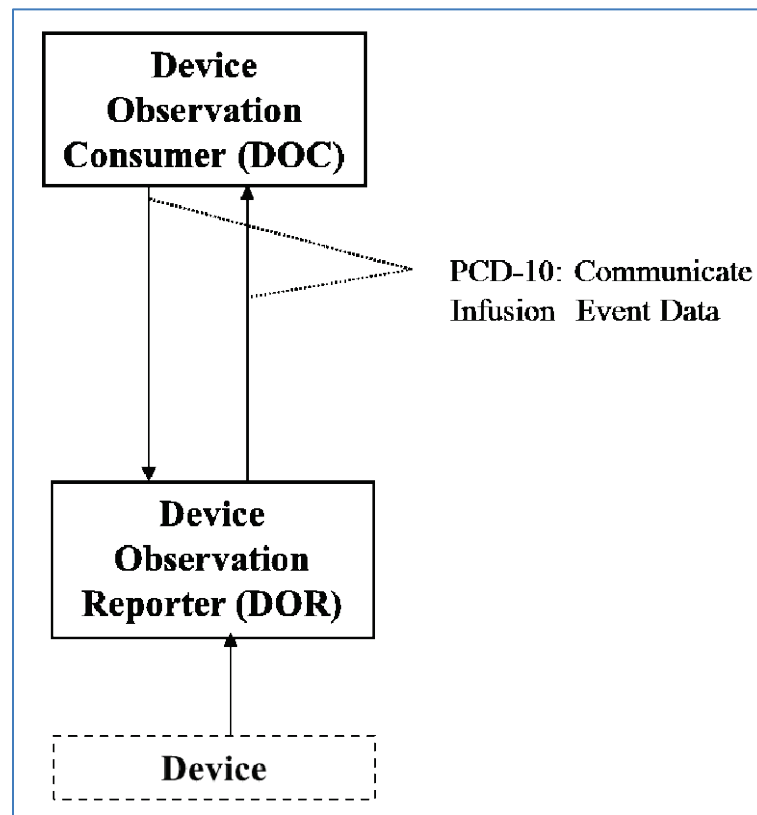 Device
Observation
Consumer (DOC)
PCD-10: Communicate
Infusion Event Data
Device
Observation
Reporter (DOR)
Device